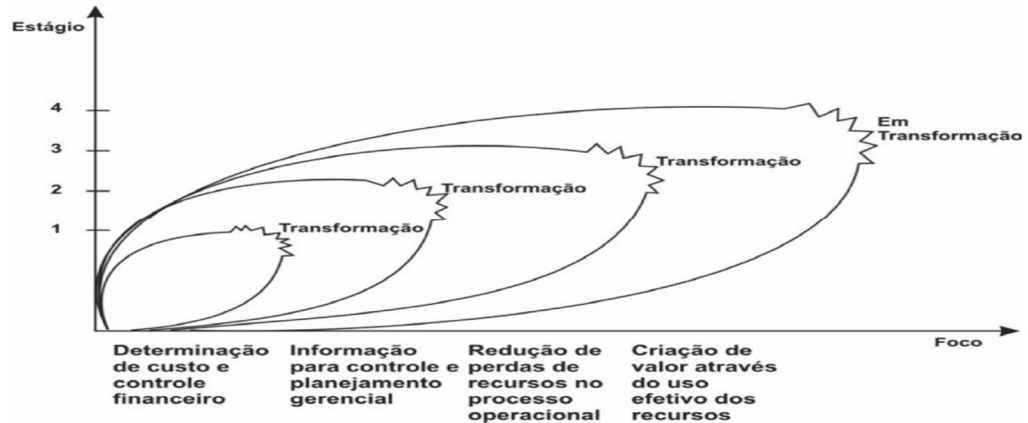 Estágio
4
Em
Transformação
3
Transformação
2
Transformação
1
Transformação
Foco
Determinação
de custo e
controle
financeiro
Informação
para controle e
planejamento
gerencial
Redução de
perdas de
recursos no
processo
operacional
Criação de
valor através
do uso
efetivo dos
recursos